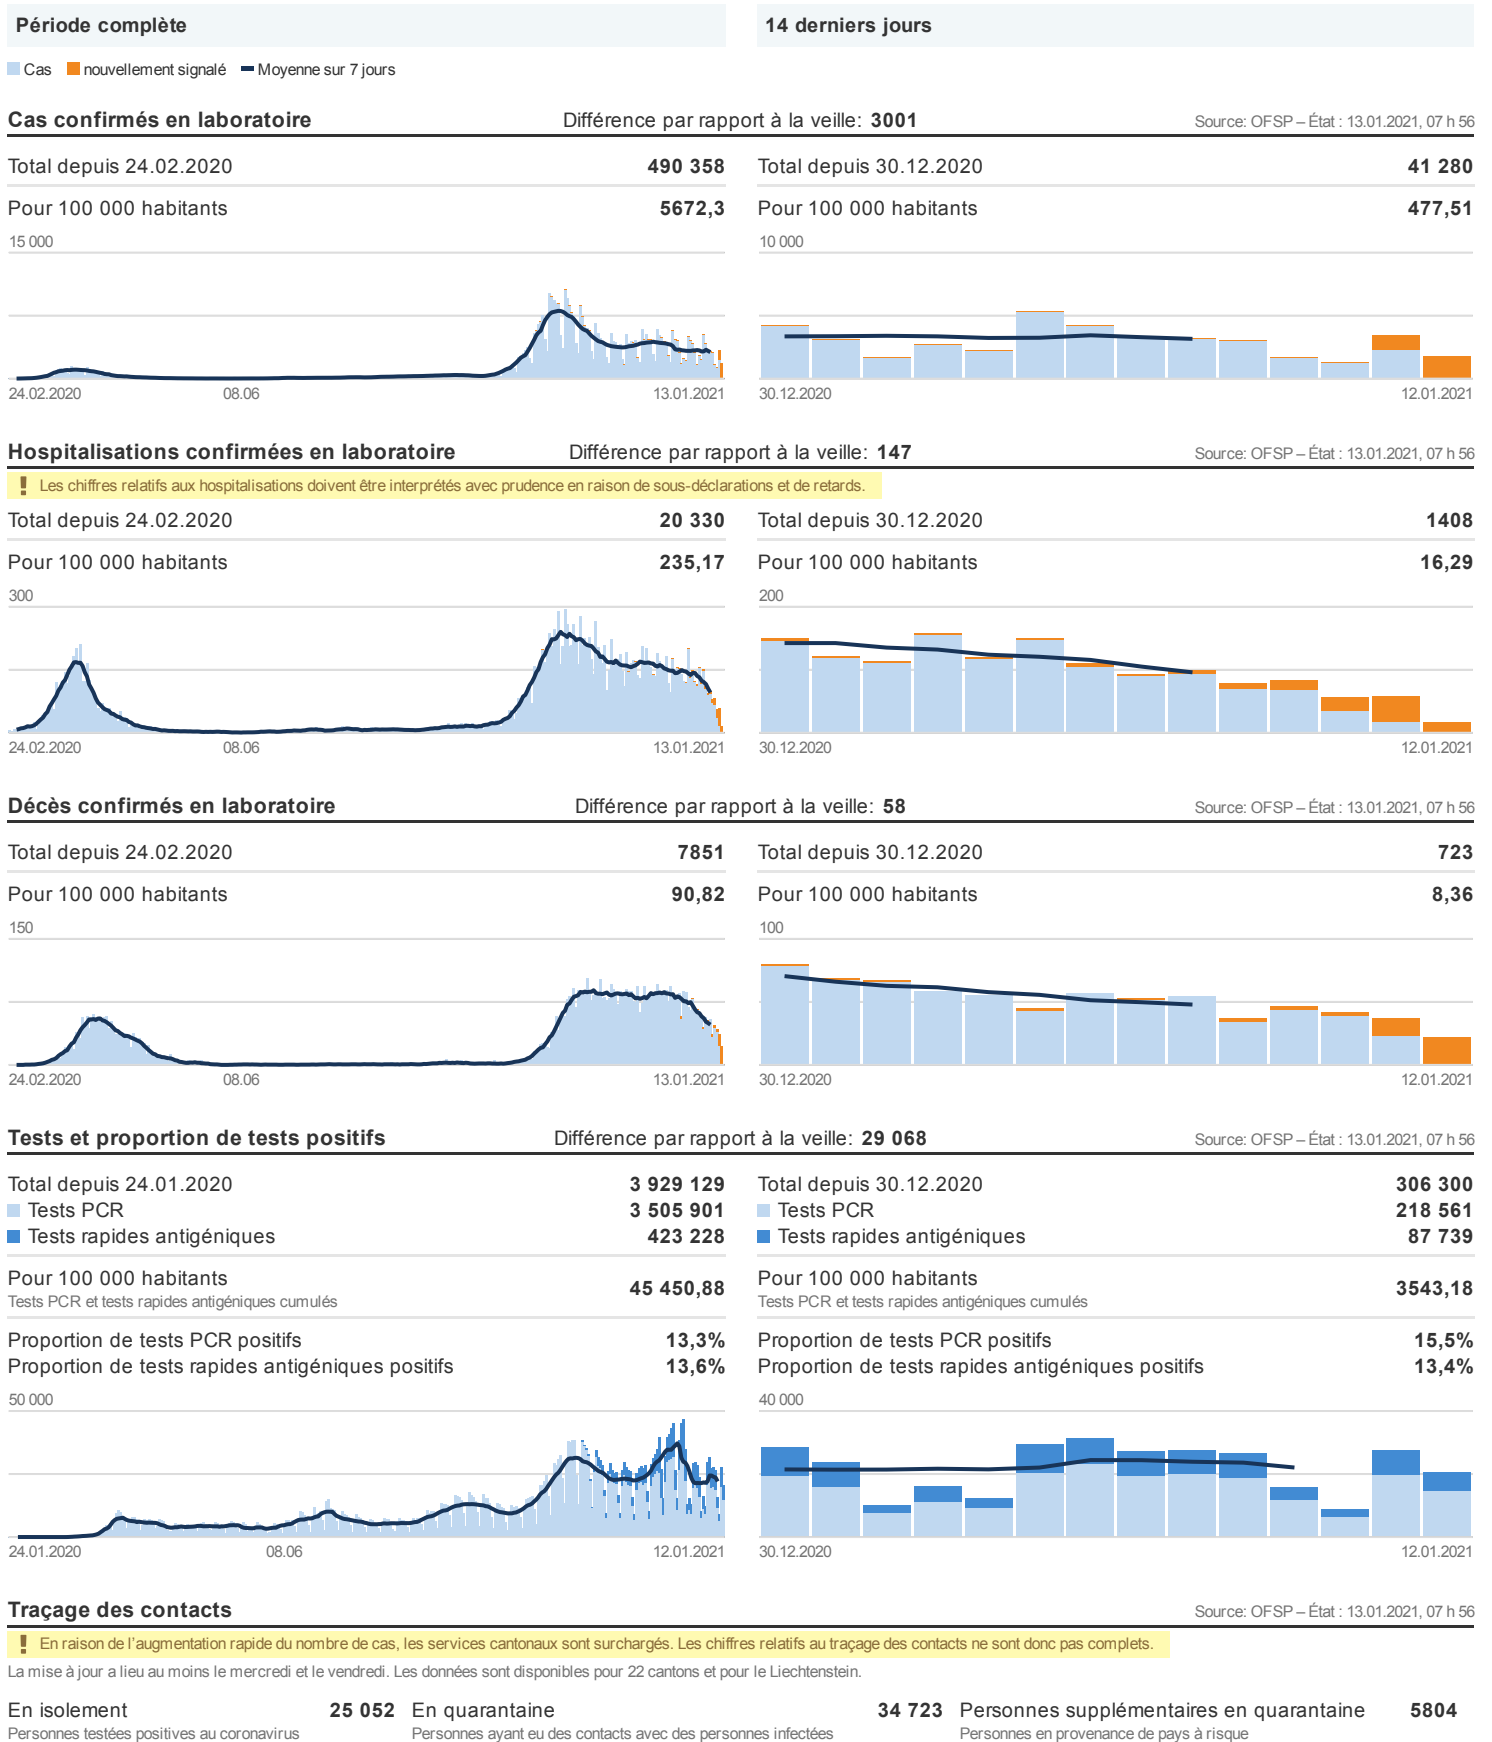 Période complète
14 derniers jours
Cas nouvellement signalé Moyenne sur 7 jours
Cas confirmés en laboratoire Différence par rapport à la veille: 3001 Source: OFSP – État : 13.01.2021, 07 h 56
Total depuis 24.02.2020 490 358 Total depuis 30.12.2020 41 280
Pour 100 000 habitants 5672,3 Pour 100 000 habitants 477,51
15 000 10 000
24.02.2020 08.06 13.01.2021 30.12.2020 12.01.2021
Hospitalisations confirmées en laboratoire Différence par rapport à la veille: 147 Source: OFSP – État : 13.01.2021, 07 h 56
! Les chiffres relatifs aux hospitalisations doivent être interprétés avec prudence en raison de sous-déclarations et de retards.
Total depuis 24.02.2020 20 330 Total depuis 30.12.2020 1408
Pour 100 000 habitants 235,17 Pour 100 000 habitants 16,29
300 200
24.02.2020 08.06 13.01.2021 30.12.2020 12.01.2021
Décès confirmés en laboratoire Différence par rapport à la veille: 58 Source: OFSP – État : 13.01.2021, 07 h 56
Total depuis 24.02.2020 7851 Total depuis 30.12.2020 723
Pour 100 000 habitants 90,82 Pour 100 000 habitants 8,36
150 100
24.02.2020 08.06 13.01.2021 30.12.2020 12.01.2021
Tests et proportion de tests positifs Différence par rapport à la veille: 29 068 Source: OFSP – État : 13.01.2021, 07 h 56
Total depuis 24.01.2020 3 929 129 Total depuis 30.12.2020 306 300
Tests PCR 3 505 901 Tests PCR 218 561
Tests rapides antigéniques 423 228 Tests rapides antigéniques 87 739
Pour 100 000 habitants 45 450,88 Pour 100 000 habitants 3543,18
Tests PCR et tests rapides antigéniques cumulés Tests PCR et tests rapides antigéniques cumulés
Proportion de tests PCR positifs 13,3% Proportion de tests PCR positifs 15,5%
Proportion de tests rapides antigéniques positifs 13,6% Proportion de tests rapides antigéniques positifs 13,4%
50 000 40 000
24.01.2020 08.06 12.01.2021 30.12.2020 12.01.2021
Traçage des contacts Source: OFSP – État : 13.01.2021, 07 h 56
! En raison de l’augmentation rapide du nombre de cas, les services cantonaux sont surchargés. Les chiffres relatifs au traçage des contacts ne sont donc pas complets.
La mise à jour a lieu au moins le mercredi et le vendredi. Les données sont disponibles pour 22 cantons et pour le Liechtenstein.
En isolement 25 052 En quarantaine 34 723 Personnes supplémentaires en quarantaine 5804
Personnes testées positives au coronavirus Personnes ayant eu des contacts avec des personnes infectées Personnes en provenance de pays à risque